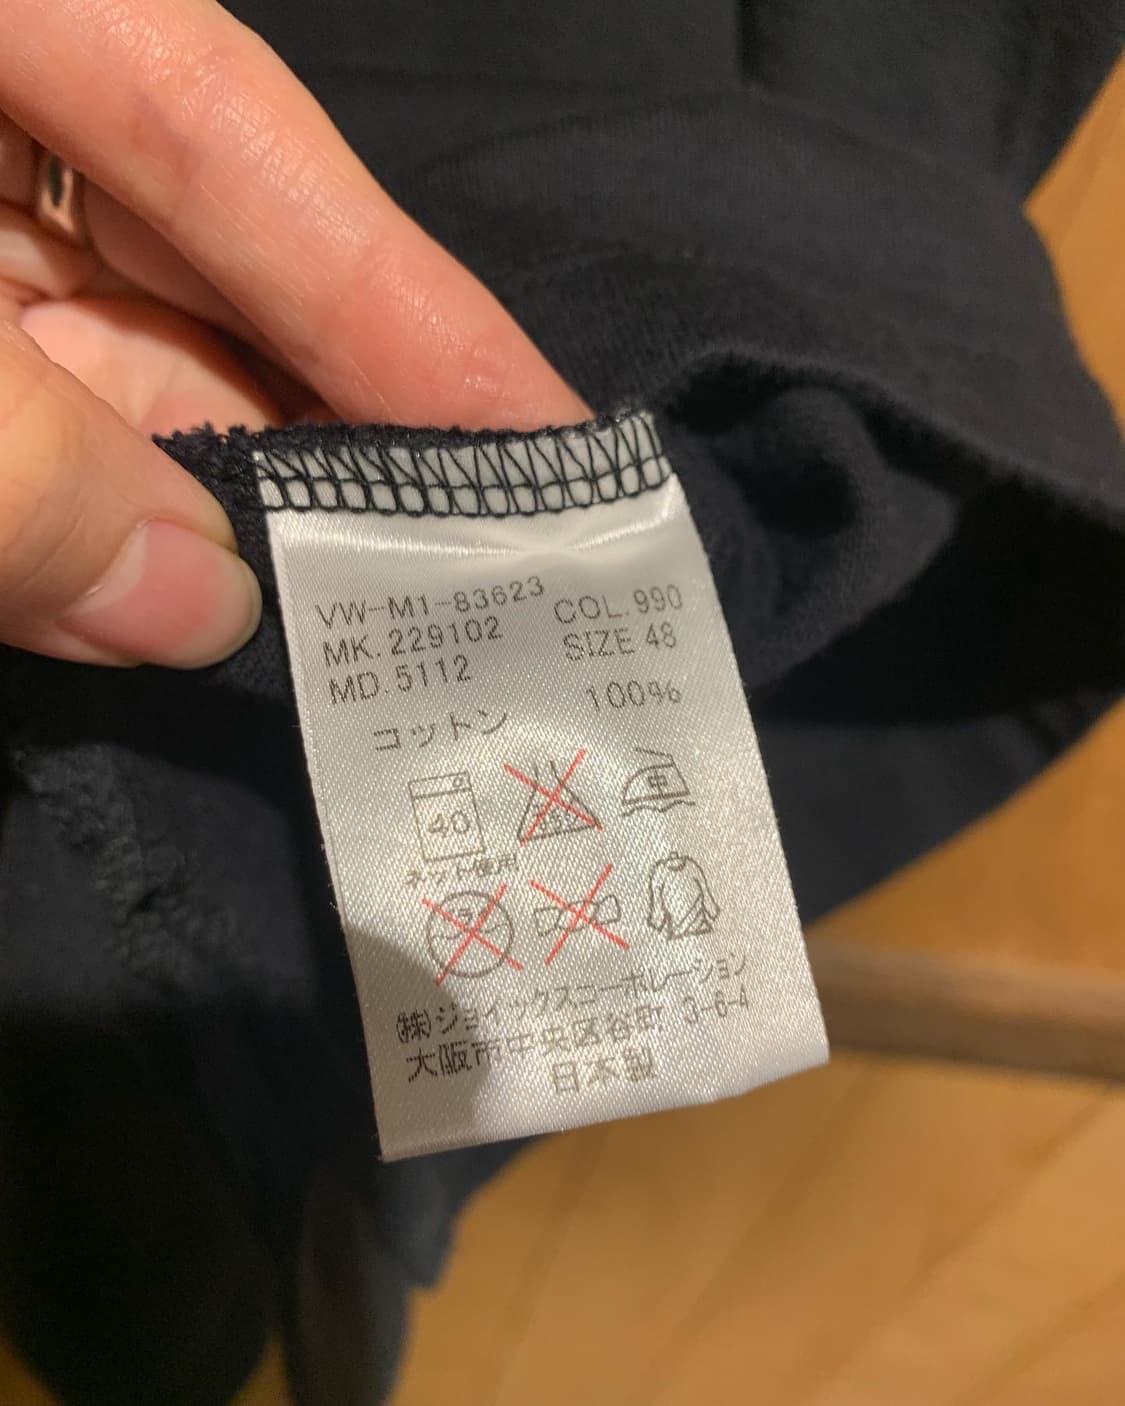 VW-M1-83623 COL.990
MK.229102 SIZE 48
MD.5112
コットン 100%
40 中
ネット使用
(株)ジョイックスコーポレーション
大阪市中央区谷町 3-6-4
日本製